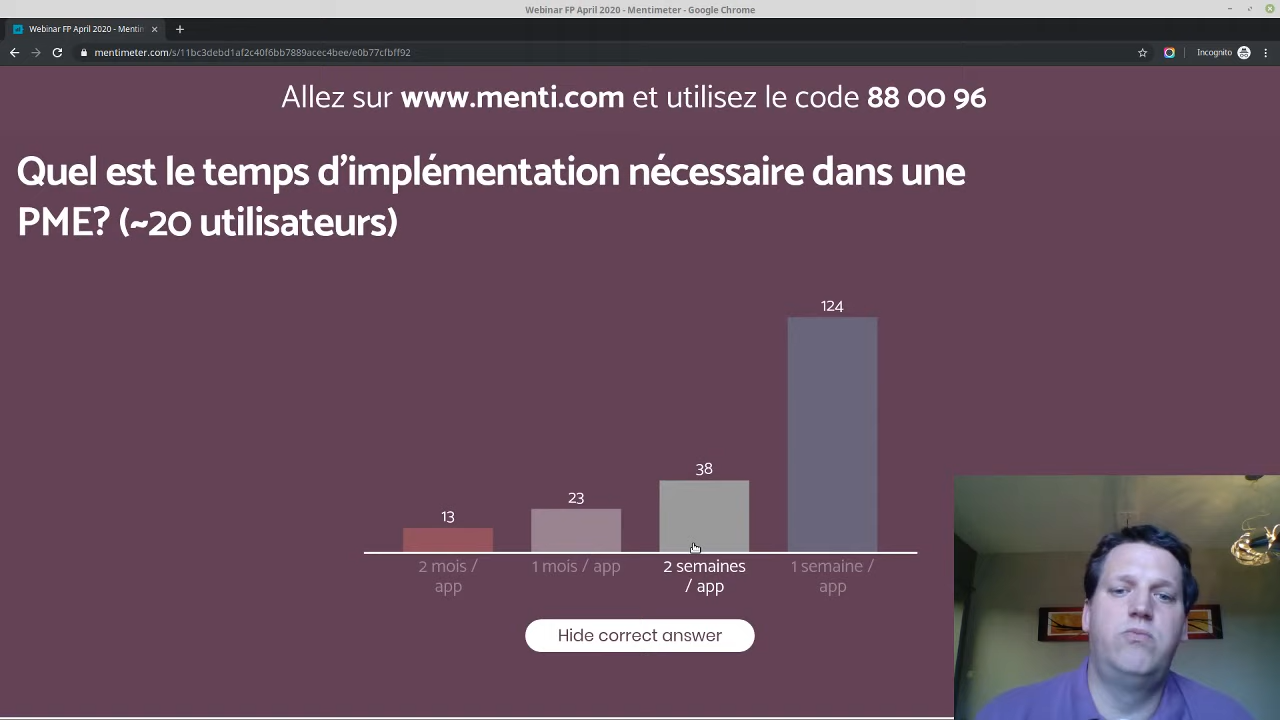 Webinar FP April 2020 - Mentimeter - Google Chrome
Webinar FP April 2020 - Mentin
mentimeter.com/s/11bc3debd1af2c40f6bb7889acec4bee/e0b77cfbff92
Incognito
Allez sur www.menti.com et utilisez le code 88 00 96
Quel est le temps d'implémentation nécessaire dans une
PME? (~20 utilisateurs)
124
38
23
13
2 mois /
app
1 mois / app
2 semaines
/ app
1 semaine /
app
Hide correct answer